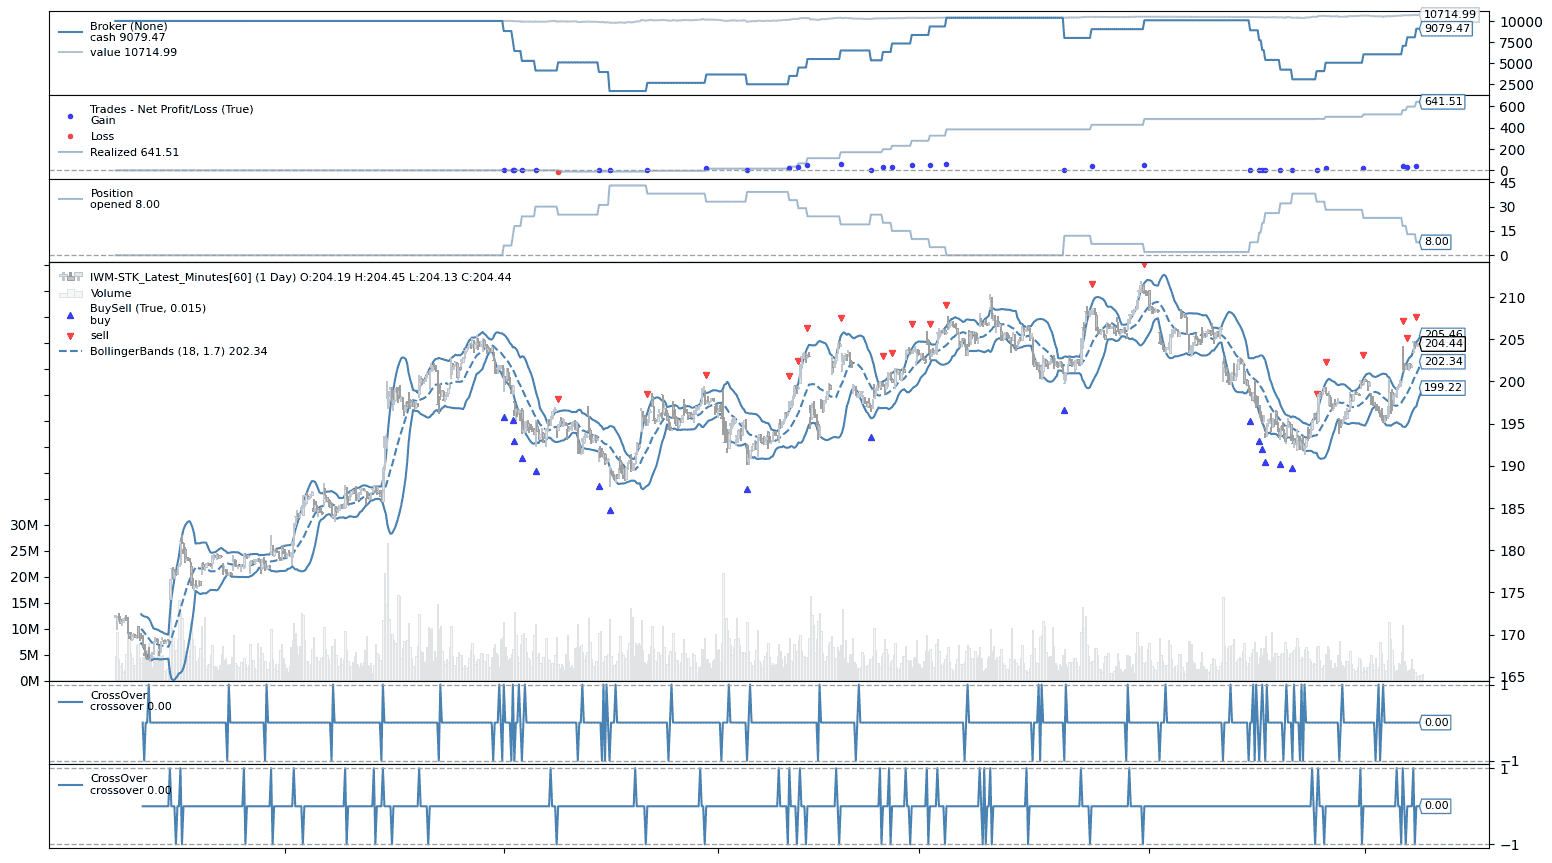 Broker (None)
cash 9079.47
value 10714.99
10714.99
9079.47
10000
7500
5000
2500
Trades - Net Profit/Loss (True)
Gain
Loss
Realized 641.51
641.51
600
400
200
0
Position
opened 8.00
8.00
45
30
15
0
IWM-STK_Latest_Minutes[60] (1 Day) O:204.19 H:204.45 L:204.13 C:204.44
Volume
BuySell (True, 0.015)
buy
sell
BollingerBands (18, 1.7) 202.34
205.46
204.44
202.34
199.22
210
205
200
195
190
185
180
175
170
165
30M
25M
20M
15M
10M
5M
0M
CrossOver
crossover 0.00
0.00
1
−1
CrossOver
crossover 0.00
0.00
1
−1